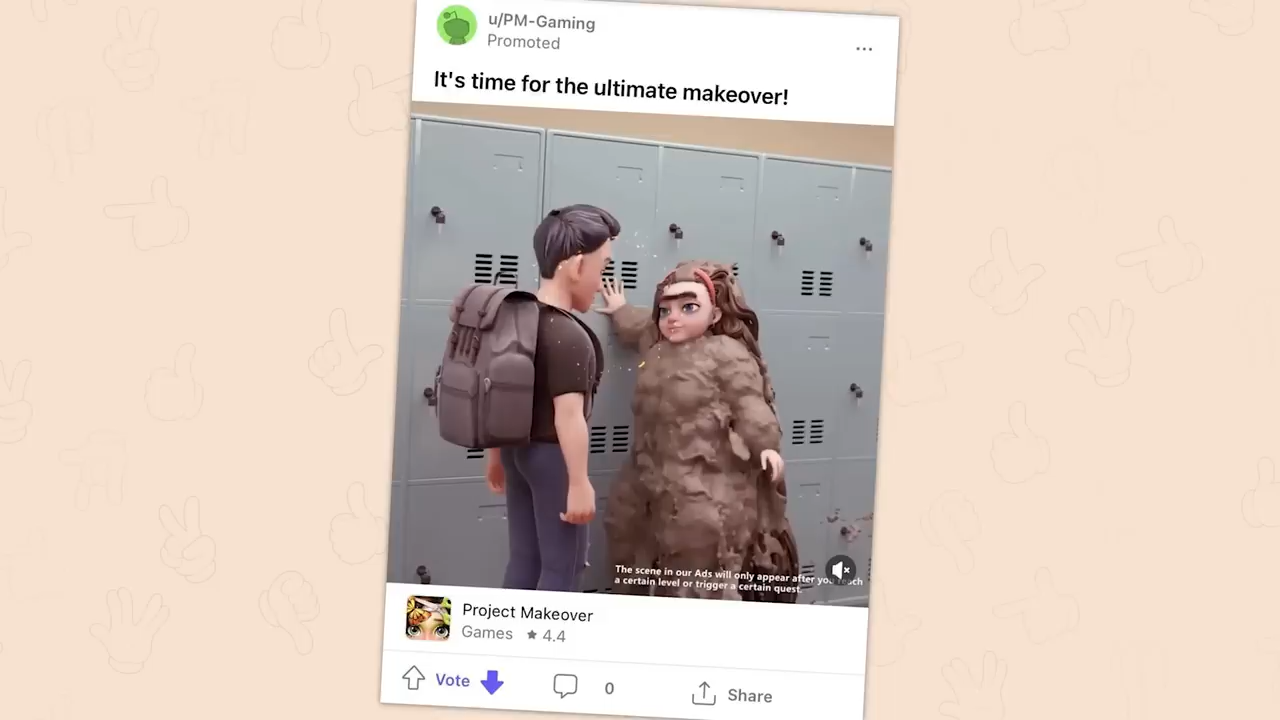 u/PM-Gaming
Promoted
It's time for the ultimate makeover!
The scene in our Ads will only appear after you reach
a certain level or trigger a certain quest.
Project Makeover
Games ★ 4.4
Vote
0
Share